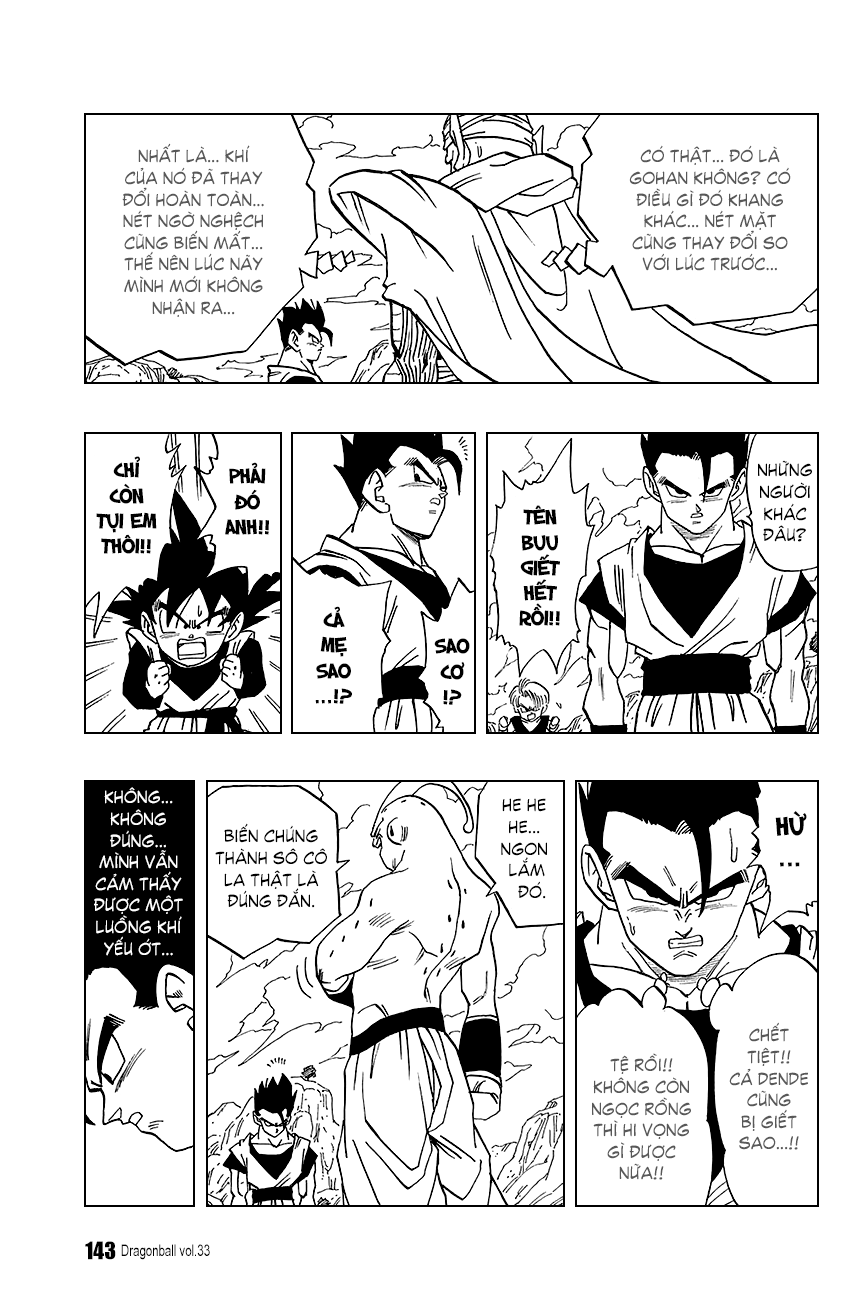 CÓ THẬT... ĐÓ LÀ
GOHAN KHÔNG? CÓ
ĐIỀU GÌ ĐÓ KHANG
KHÁC... NÉT MẶT
CŨNG THAY ĐỔI SO
VỚI LÚC TRƯỚC...
NHẤT LÀ... KHÍ
CỦA NÓ ĐÃ THAY
ĐỔI HOÀN TOÀN...
NÉT NGỜ NGHỆCH
CŨNG BIẾN MẤT...
THẾ NÊN LÚC NÀY
MÌNH MỚI KHÔNG
NHẬN RA...
NHỮNG
NGƯỜI
KHÁC
ĐÂU?
TÊN
BUU
GIẾT
HẾT
RỒI!!
SAO
CƠ
!?
CẢ
MẸ
SAO
...!?
PHẢI
ĐÓ
ANH!!
CHỈ
CÒN
TỤI EM
THÔI!!
HỪ
...
CHẾT
TIỆT!!
CẢ DENDE
CŨNG
BỊ GIẾT
SAO...!!
TỆ RỒI!!
KHÔNG CÒN
NGỌC RỒNG
THÌ HI VỌNG
GÌ ĐƯỢC
NỮA!!
HE HE
HE...
NGON
LẮM
ĐÓ.
BIẾN CHÚNG
THÀNH SÔ CÔ
LA THẬT LÀ
ĐÚNG ĐẮN.
KHÔNG...
KHÔNG
ĐÚNG...
MÌNH VẪN
CẢM THẤY
ĐƯỢC MỘT
LUỒNG KHÍ
YẾU ỚT...
143 Dragonball vol.33